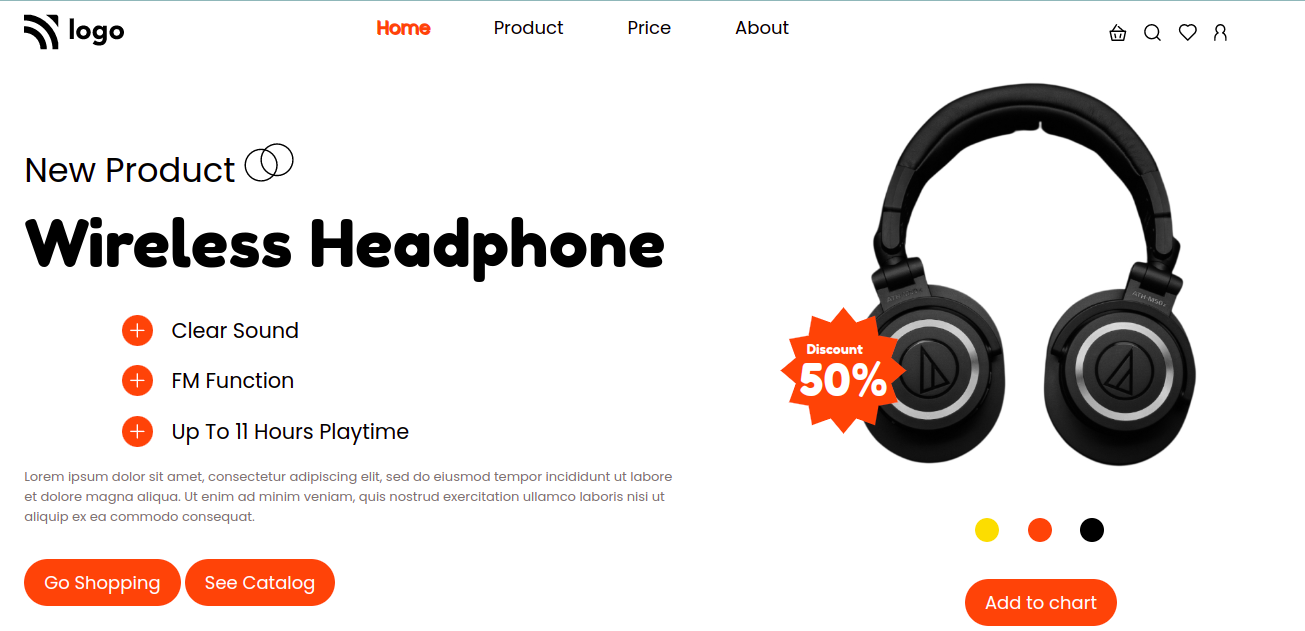 logo
Home Product Price About
New Product
Wireless Headphone
Clear Sound
FM Function
Up To 11 Hours Playtime
Lorem ipsum dolor sit amet, consectetur adipiscing elit, sed do eiusmod tempor incididunt ut labore
et dolore magna aliqua. Ut enim ad minim veniam, quis nostrud exercitation ullamco laboris nisi ut
aliquip ex ea commodo consequat.
Go Shopping See Catalog
Discount
50%
Add to chart